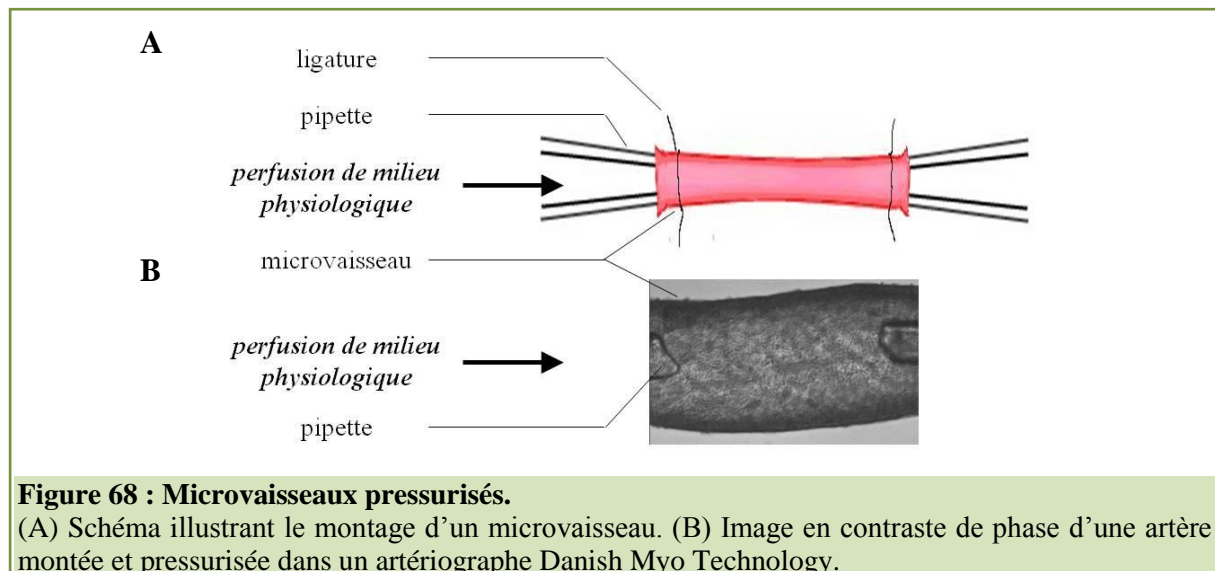 A
ligature
pipette
perfusion de milieu
physiologique
microvaisseau
B
perfusion de milieu
physiologique
pipette
Figure 68 : Microvaisseaux pressurisés.
(A) Schéma illustrant le montage d’un microvaisseau. (B) Image en contraste de phase d’une artère
montée et pressurisée dans un artériographe Danish Myo Technology.